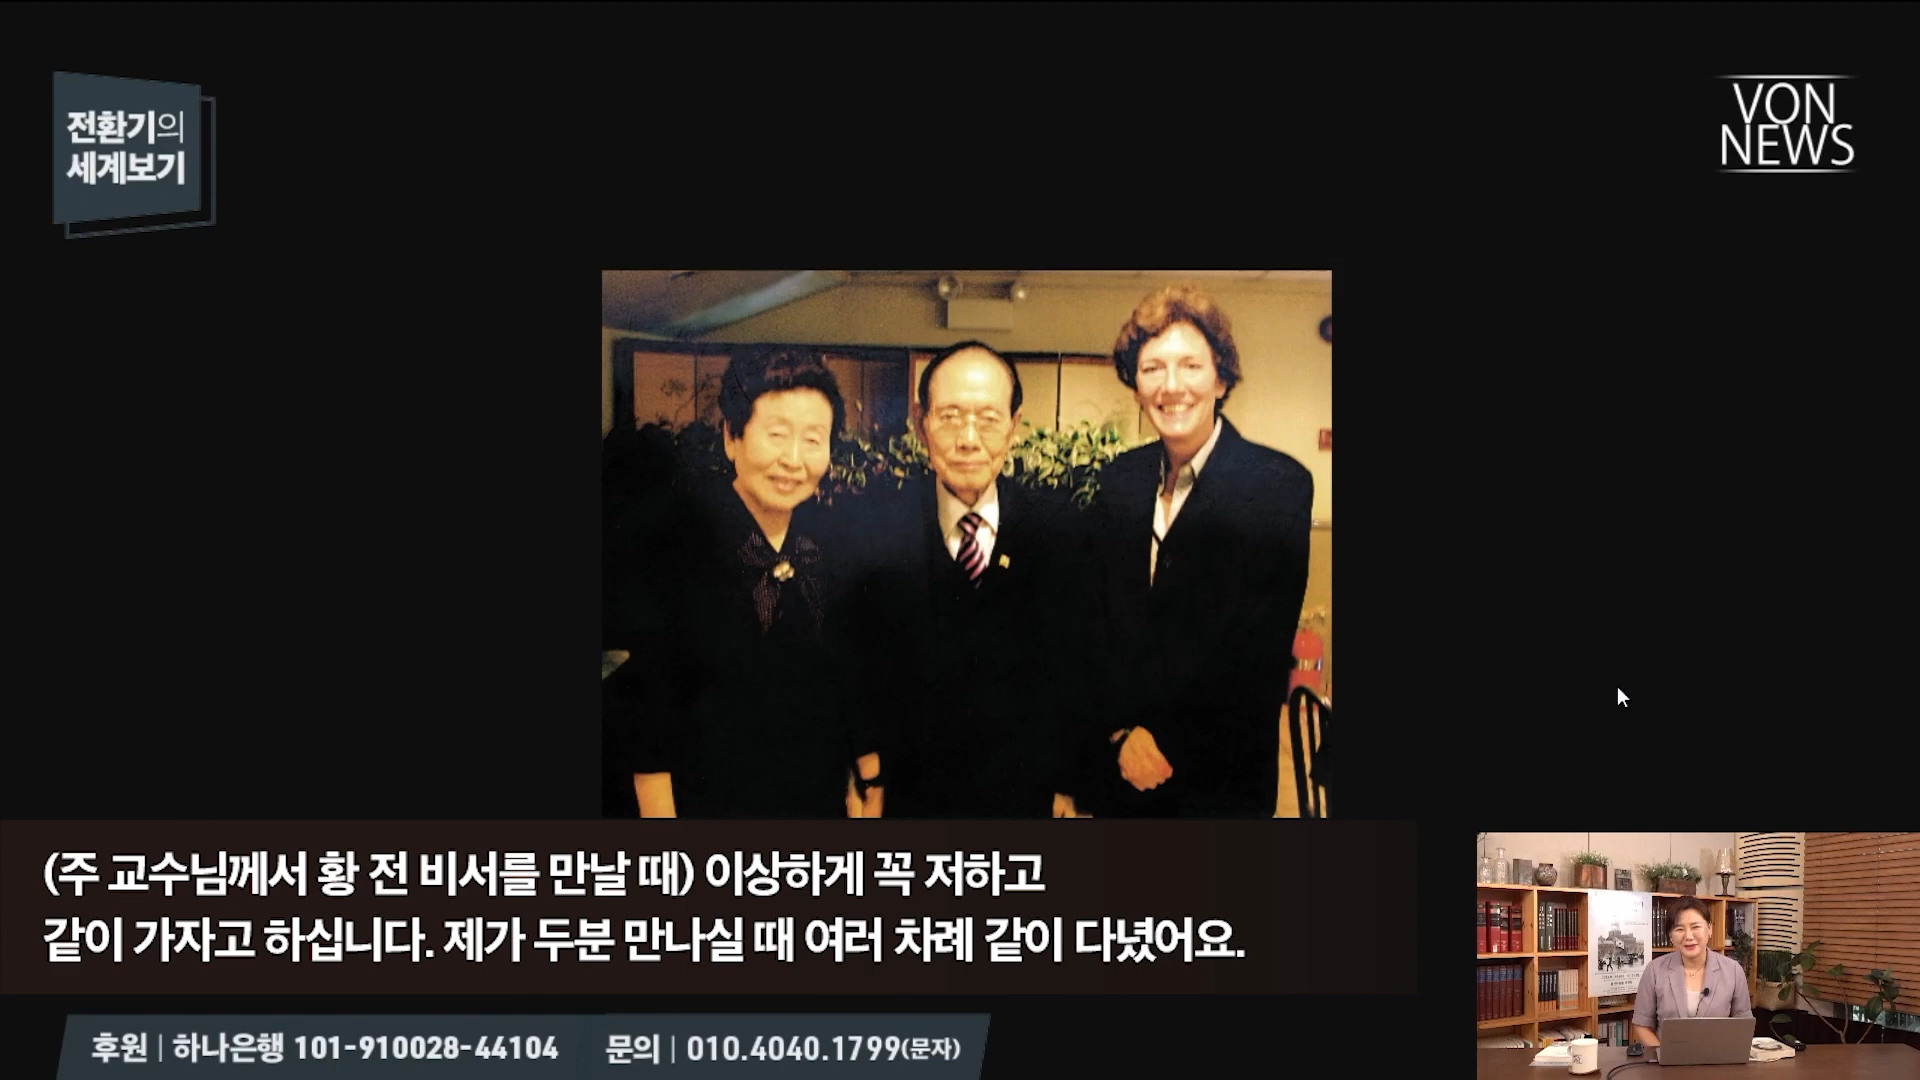 전환기의
세계보기
VON
NEWS
(주 교수님께서 황 전 비서를 만날 때) 이상하게 꼭 저하고
같이 가자고 하십니다. 제가 두분 만나실 때 여러 차례 같이 다녔어요.
후원 | 하나은행 101-910028-44104 문의 | 010.4040.1799(문자)